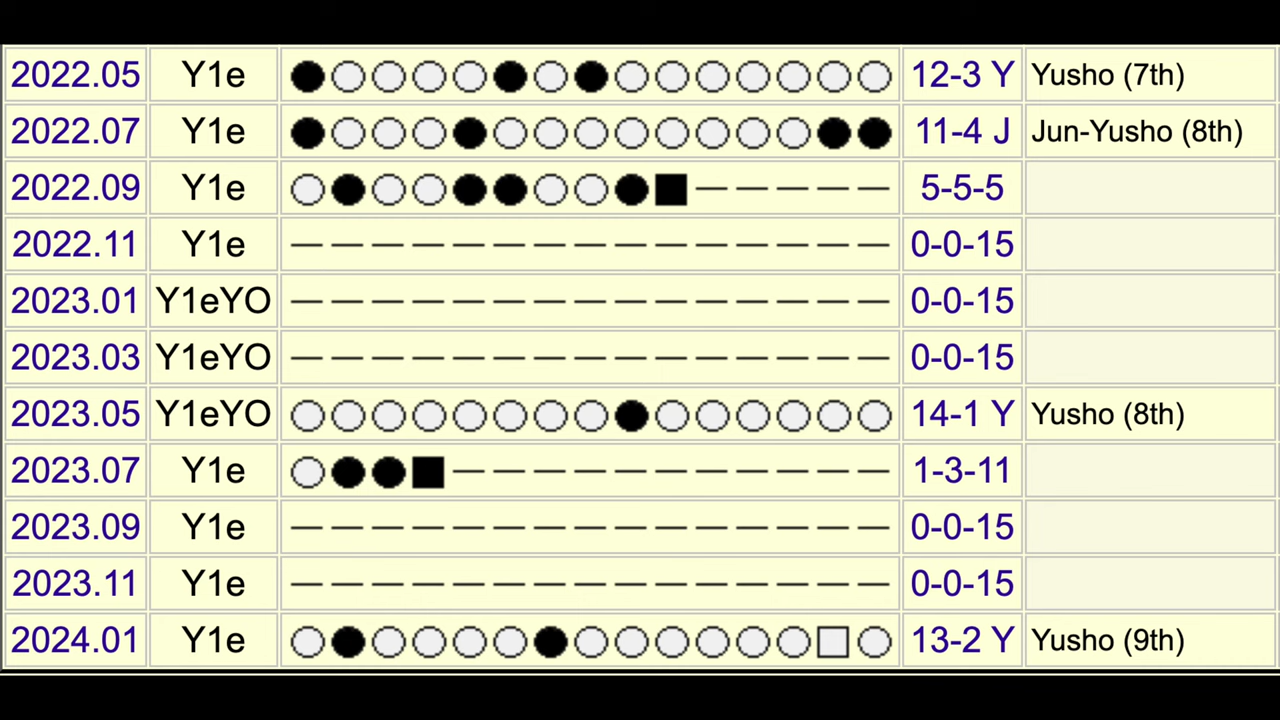 2022.05 Y1e 12-3 Y Yusho (7th)
2022.07 Y1e 11-4 J Jun-Yusho (8th)
2022.09 Y1e 5-5-5
2022.11 Y1e 0-0-15
2023.01 Y1eYO 0-0-15
2023.03 Y1eYO 0-0-15
2023.05 Y1eYO 14-1 Y Yusho (8th)
2023.07 Y1e 1-3-11
2023.09 Y1e 0-0-15
2023.11 Y1e 0-0-15
2024.01 Y1e 13-2 Y Yusho (9th)